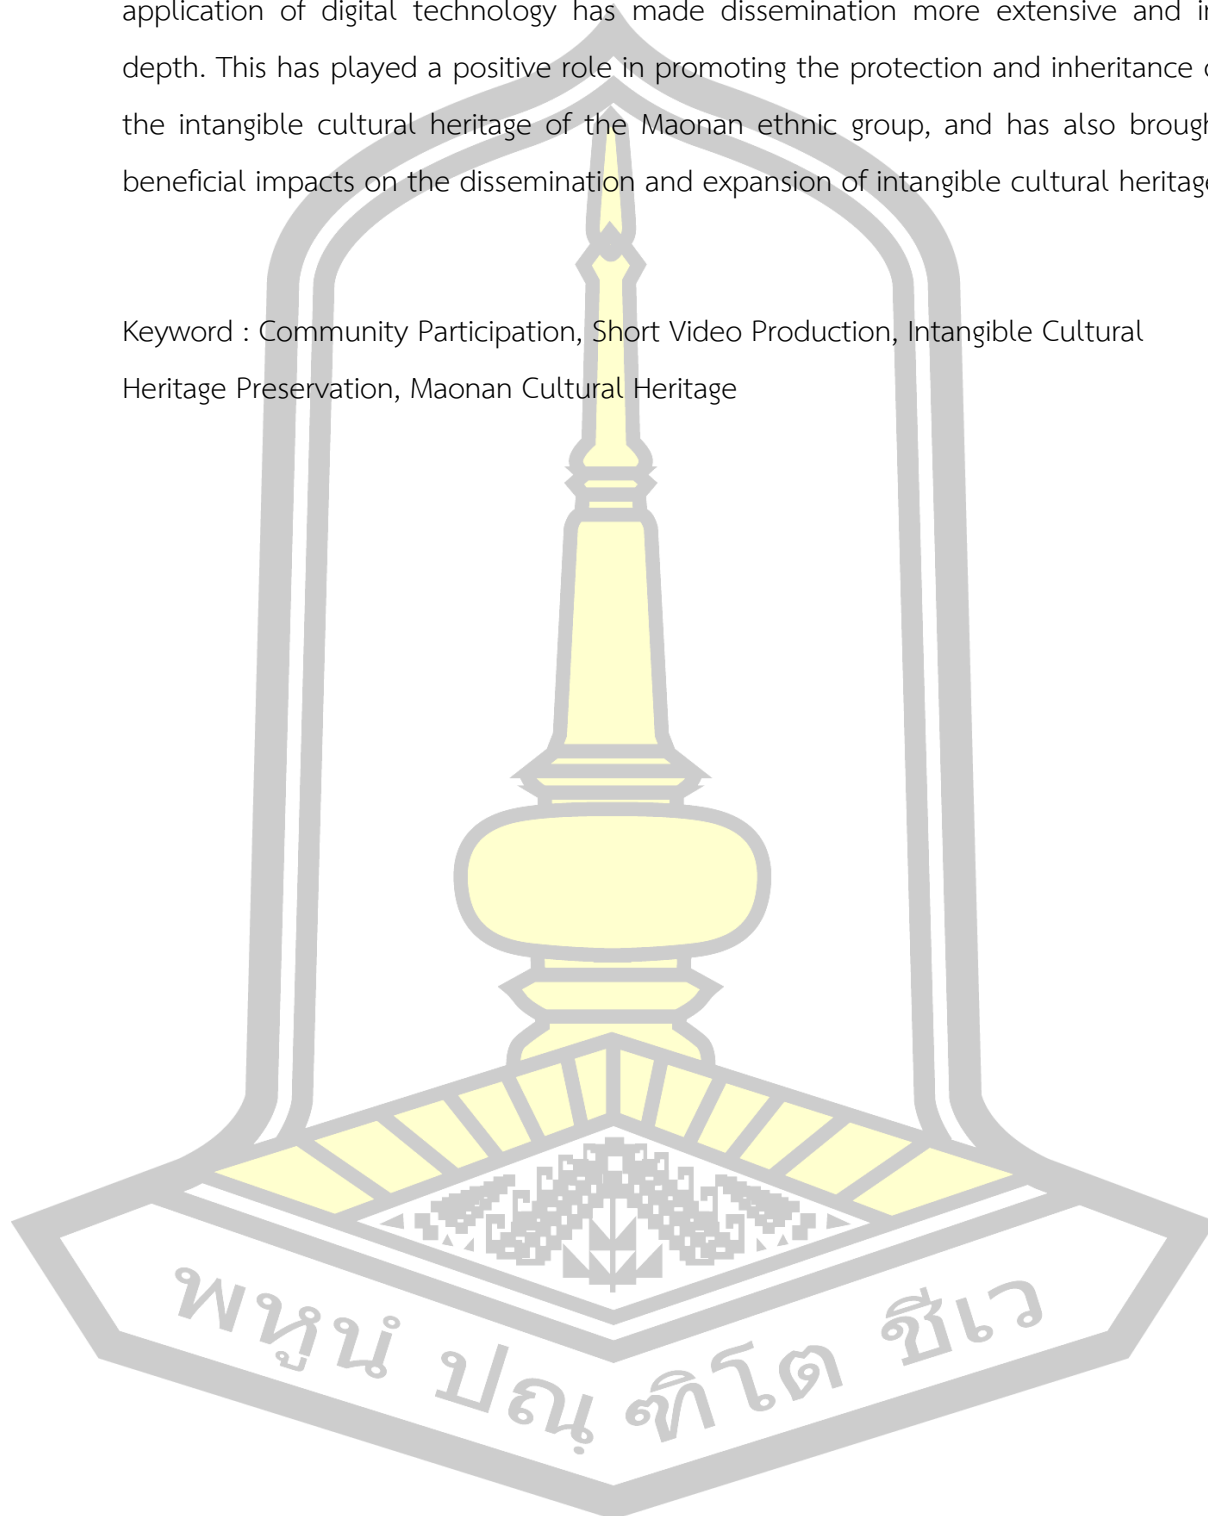 application of digital technology has made dissemination more extensive and in
depth. This has played a positive role in promoting the protection and inheritance
the intangible cultural heritage of the Maonan ethnic group, and has also
beneficial impacts on the dissemination and expansion of intangible cultural heritage
Keyword : Community Participation, Short Video Production, Intangible Cultural
Heritage Preservation, Maonan Cultural Heritage
พหูนํ ปณฺฑิโต ชีเว